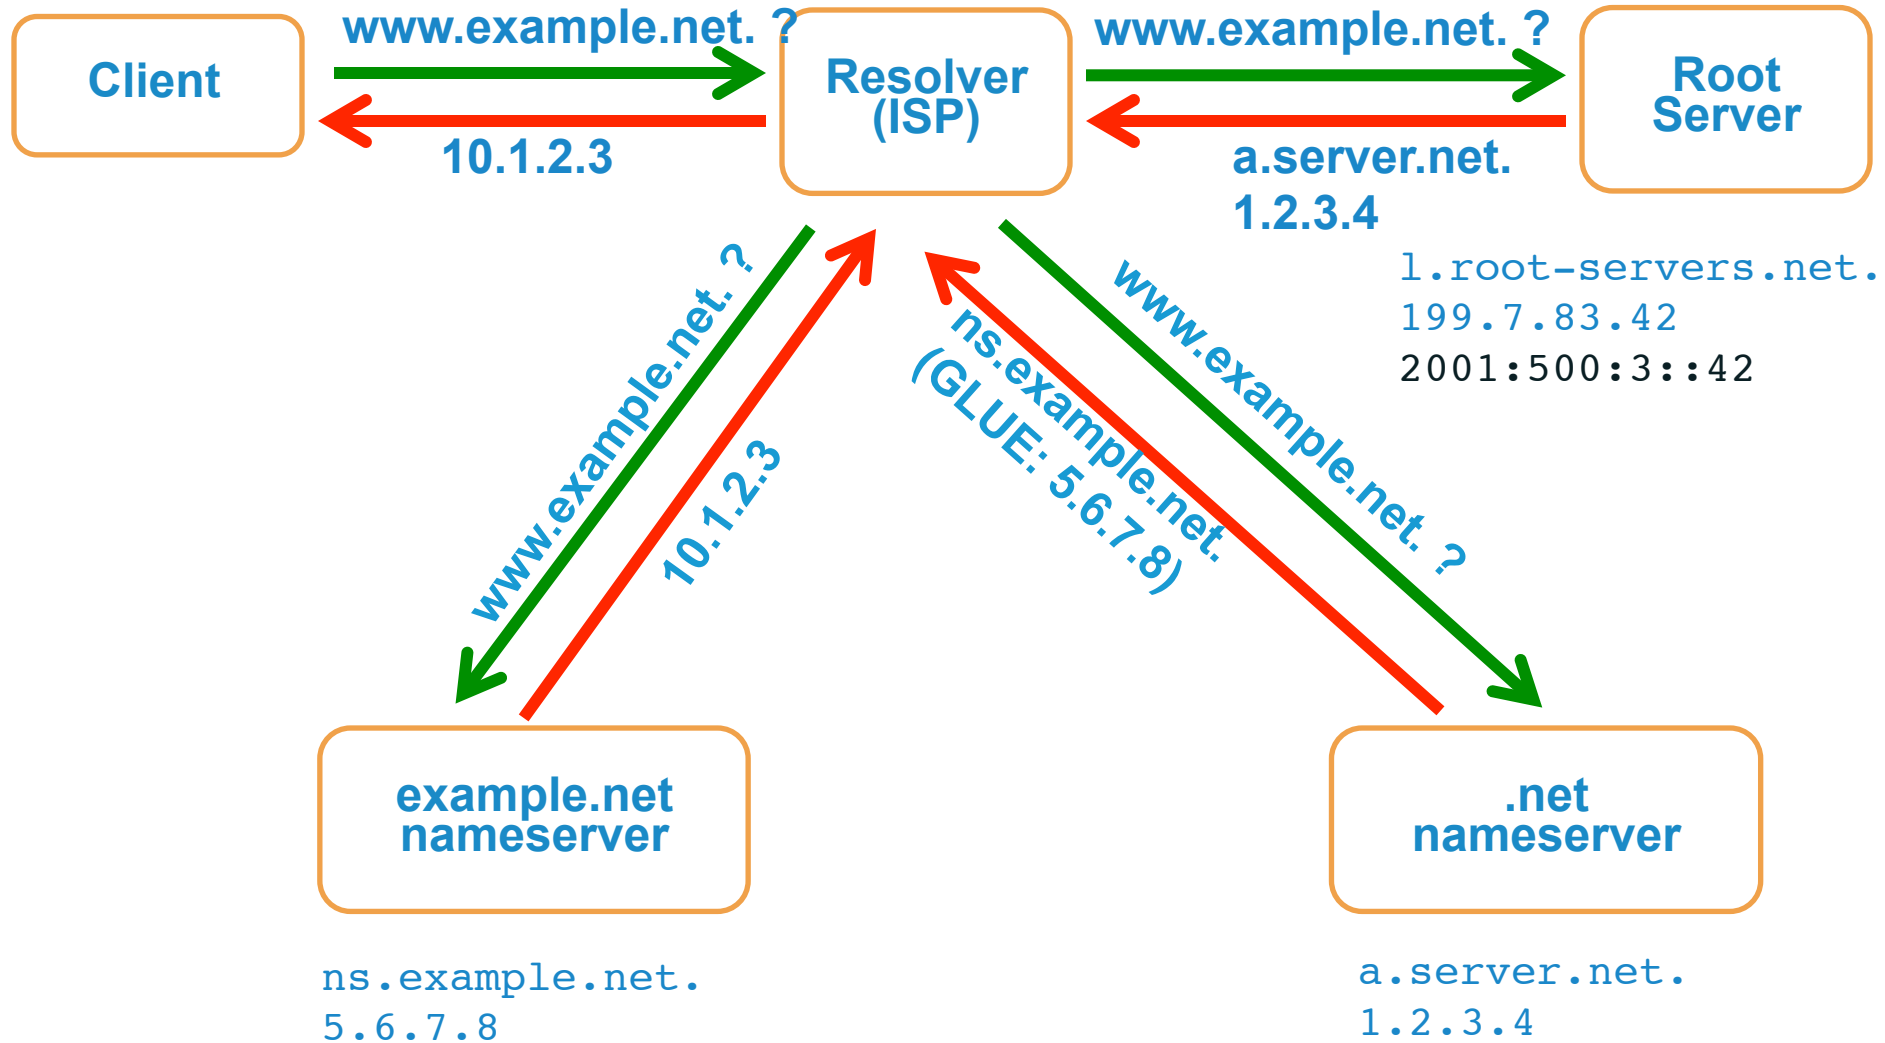 www.example.net. ?
www.example.net. ?
Client
Resolver
(ISP)
Root
Server
10.1.2.3
a.server.net.
1.2.3.4
l.root-servers.net.
199.7.83.42
2001:500:3::42
www.example.net. ?
10.1.2.3
ns.example.net.
(GLUE: 5.6.7.8)
www.example.net. ?
example.net
nameserver
.net
nameserver
ns.example.net.
5.6.7.8
a.server.net.
1.2.3.4